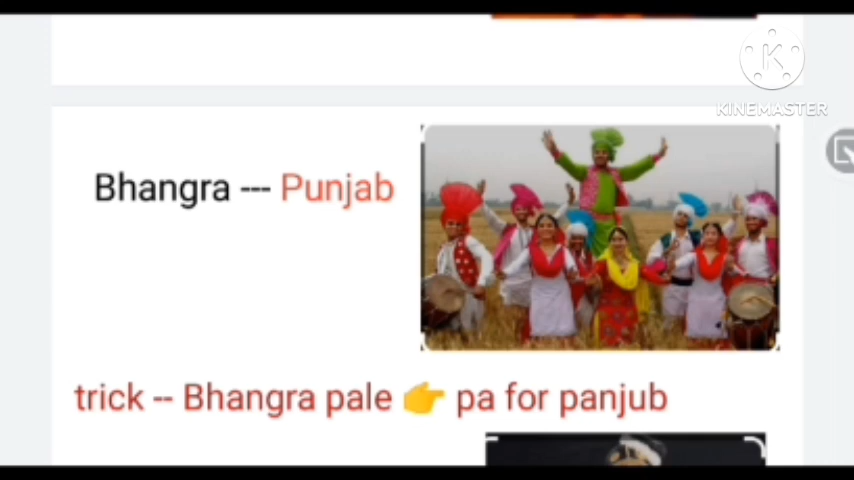 KINEMASTER
Bhangra --- Punjab
trick -- Bhangra pale 👉 pa for panjub